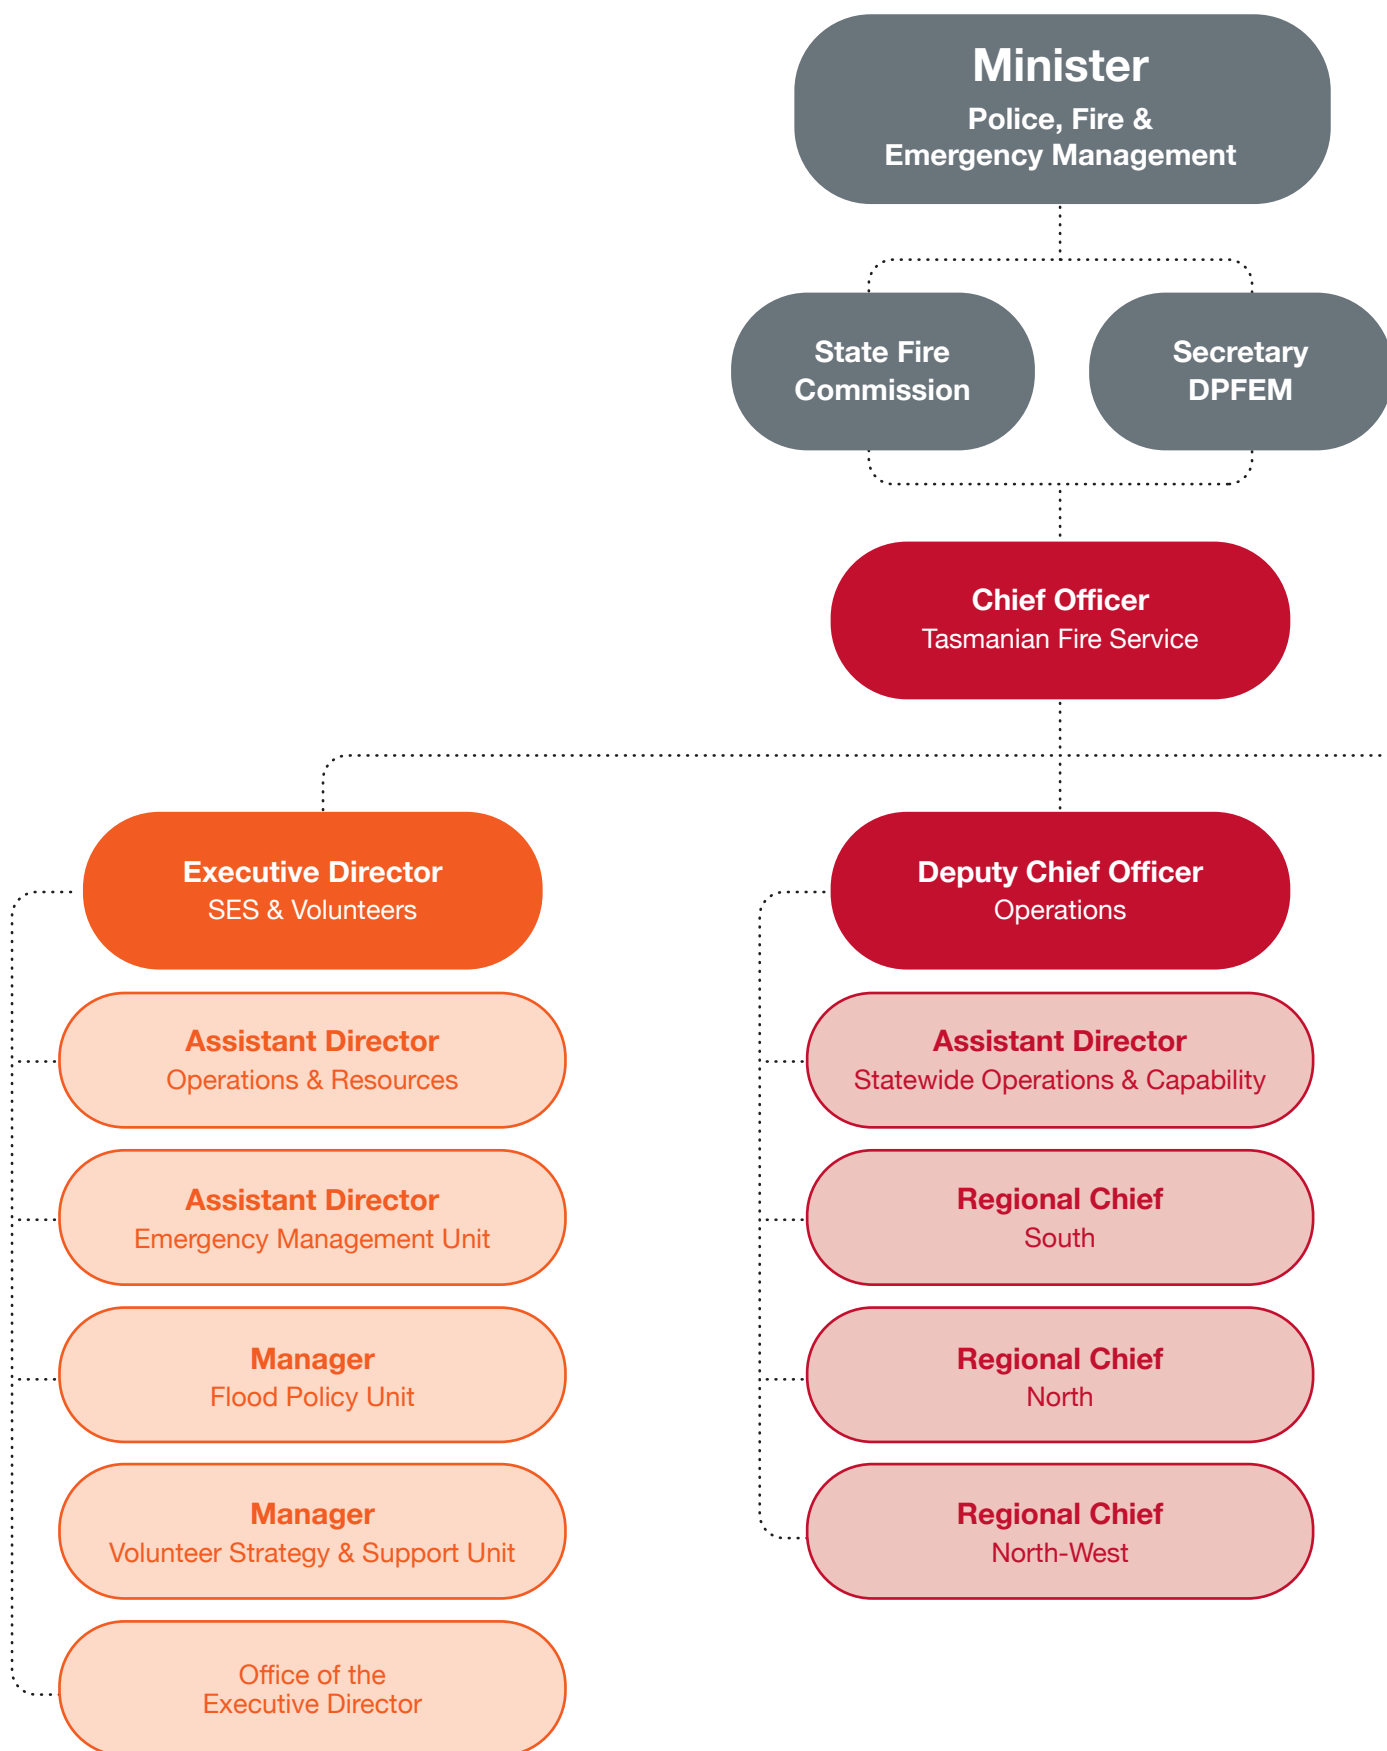 Minister
Police, Fire &
Emergency Management
State Fire
Commission
Secretary
DPFEM
Chief Officer
Tasmanian Fire Service
Executive Director
SES & Volunteers
Assistant Director
Operations & Resources
Assistant Director
Emergency Management Unit
Manager
Flood Policy Unit
Manager
Volunteer Strategy & Support Unit
Office of the
Executive Director
Deputy Chief Officer
Operations
Assistant Director
Statewide Operations & Capability
Regional Chief
South
Regional Chief
North
Regional Chief
North-West